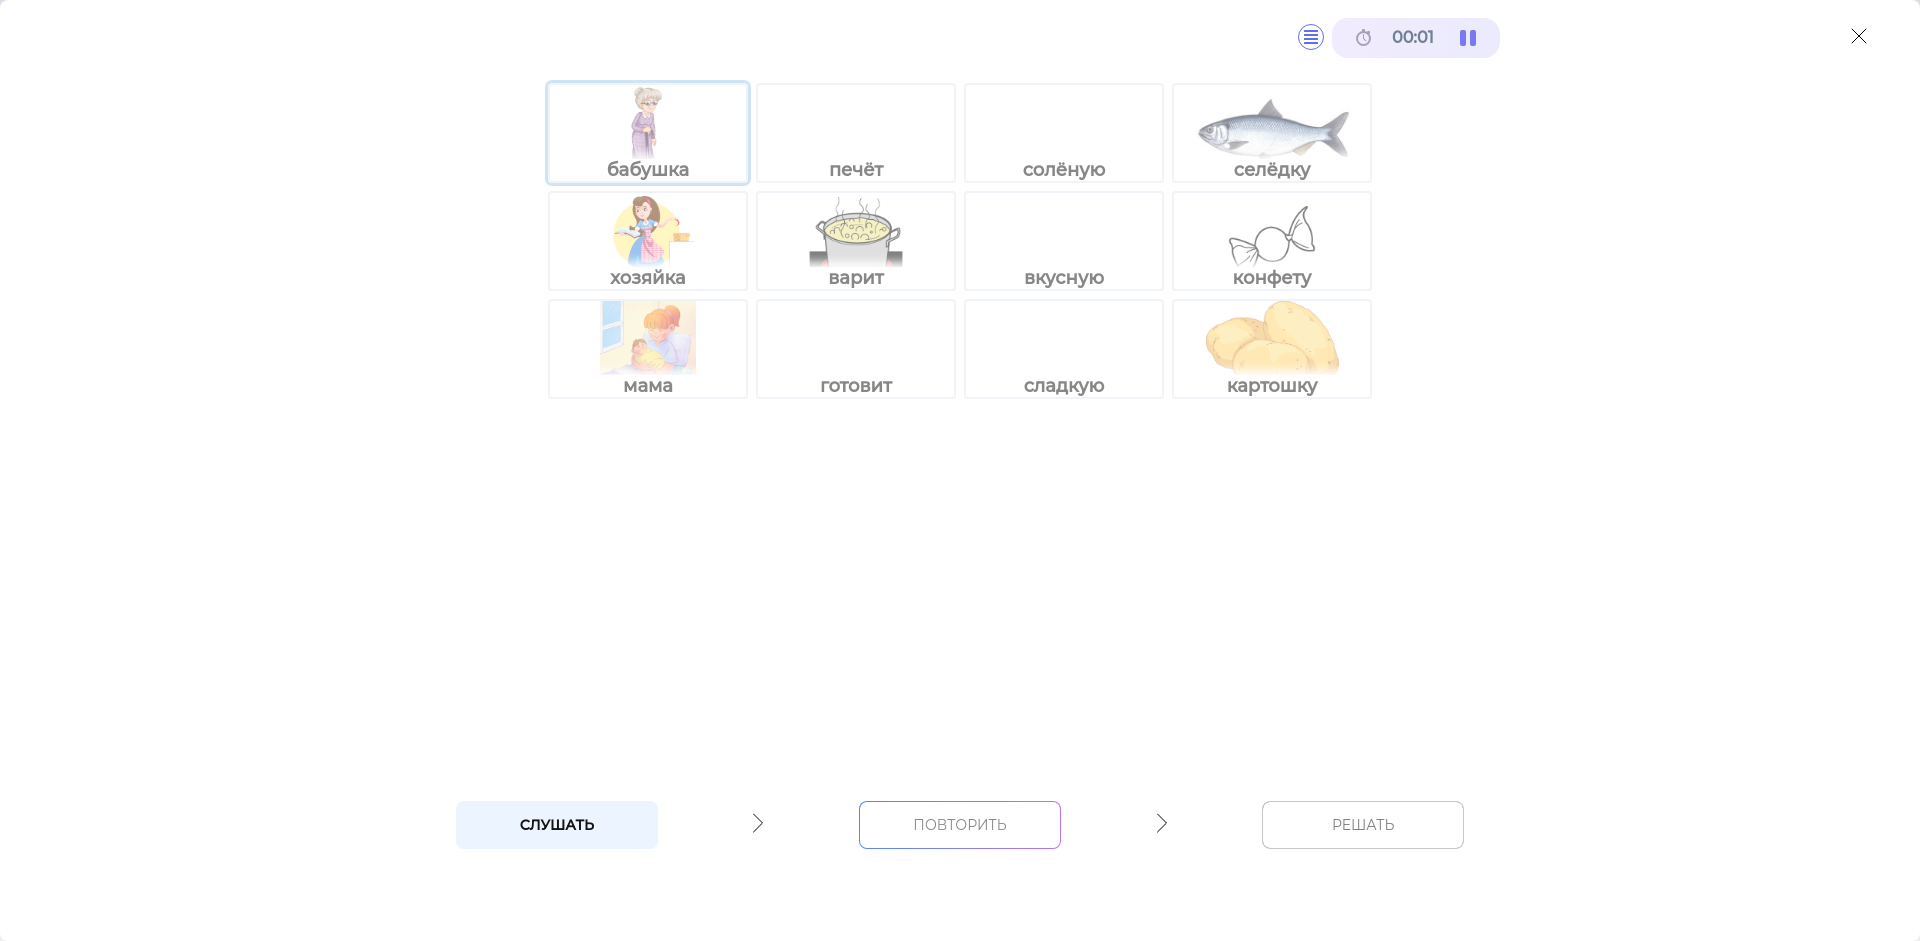 00:01
бабушка печёт солёную селёдку
хозяйка варит вкусную конфету
мама готовит сладкую картошку
СЛУШАТЬ ПОВТОРИТЬ РЕШАТЬ